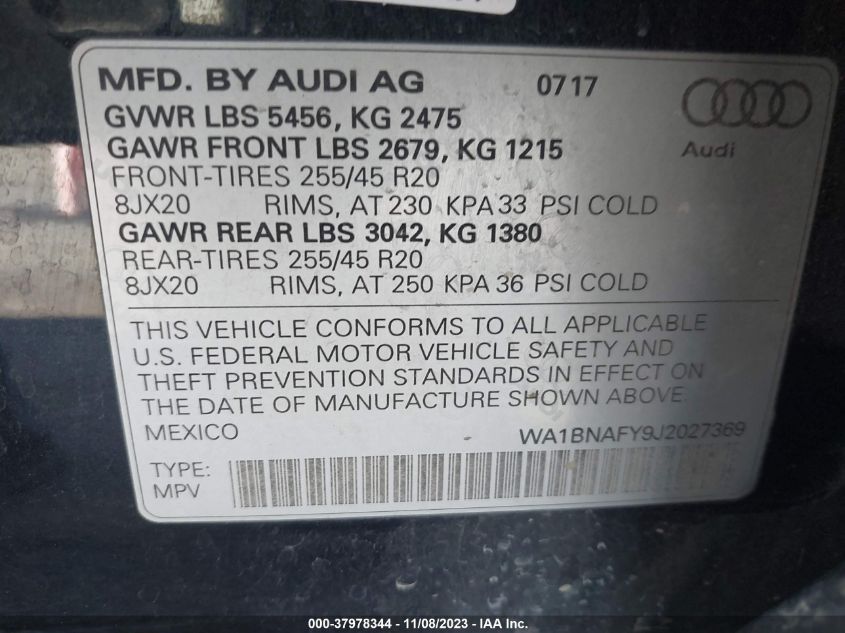 MFD. BY AUDI AG 0717
GVWR LBS 5456, KG 2475
GAWR FRONT LBS 2679, KG 1215
Audi
FRONT-TIRES 255/45 R20
8JX20 RIMS, AT 230 KPA 33 PSI COLD
GAWR REAR LBS 3042, KG 1380
REAR-TIRES 255/45 R20
8JX20 RIMS, AT 250 KPA 36 PSI COLD
THIS VEHICLE CONFORMS TO ALL APPLICABLE
U.S. FEDERAL MOTOR VEHICLE SAFETY AND
THEFT PREVENTION STANDARDS IN EFFECT ON
THE DATE OF MANUFACTURE SHOWN ABOVE.
MEXICO WA1BNAFY9J2027369
TYPE:
MPV
000-37978344 - 11/08/2023 - IAA Inc.